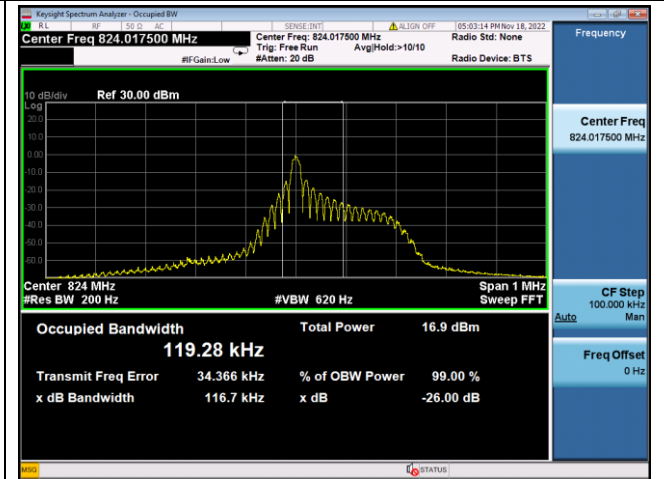 Keysight Spectrum Analyzer - Occupied BW
RL RF 50 Ω AC SENSE:INT ALIGN OFF 05:03:14 PM Nov 18, 2022
Center Freq 824.017500 MHz
Center Freq: 824.017500 MHz
Radio Std: None
Trig: Free Run Avg|Hold:>10/10
#IFGain:Low
#Atten: 20 dB
Radio Device: BTS
Frequency
10 dB/div Ref 30.00 dBm
Log
20.0
10.0
0.00
-10.0
-20.0
-30.0
-40.0
-50.0
-60.0
Center 824 MHz Span 1 MHz
#Res BW 200 Hz #VBW 620 Hz Sweep FFT
Occupied Bandwidth Total Power 16.9 dBm
119.28 kHz
Transmit Freq Error 34.366 kHz % of OBW Power 99.00 %
x dB Bandwidth 116.7 kHz x dB -26.00 dB
Center Freq
824.017500 MHz
CF Step
100.000 kHz
Auto Man
Freq Offset
0 Hz
MSG STATUS